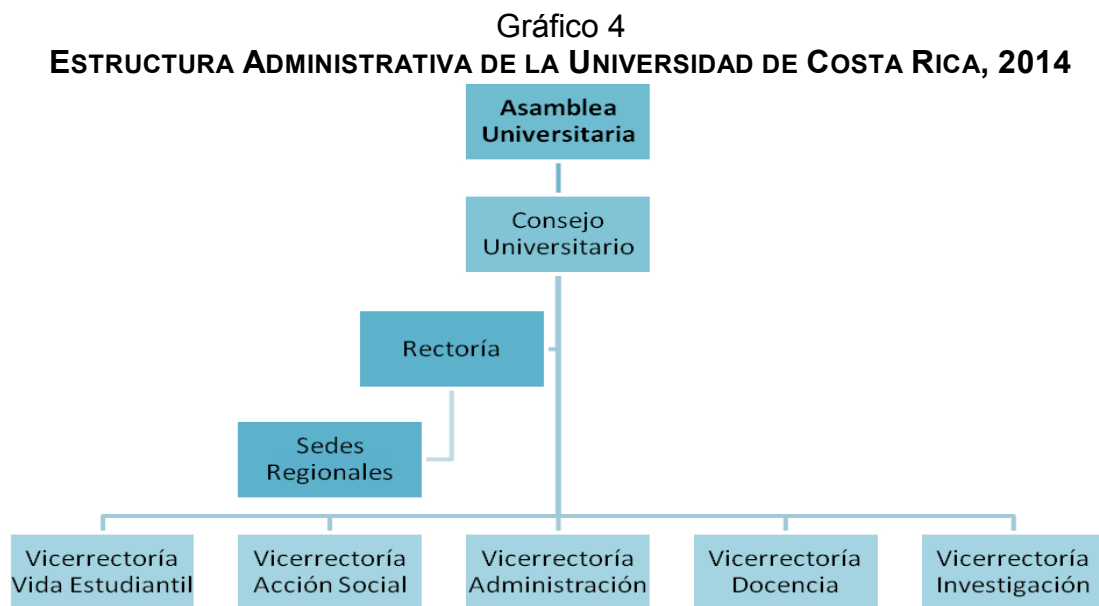 Gráfico 4
ESTRUCTURA ADMINISTRATIVA DE LA UNIVERSIDAD DE COSTA RICA, 2014
Asamblea
Universitaria
Consejo
Universitario
Rectoría
Sedes
Regionales
Vicerrectoría
Vida Estudiantil
Vicerrectoría
Acción Social
Vicerrectoría
Administración
Vicerrectoría
Docencia
Vicerrectoría
Investigación